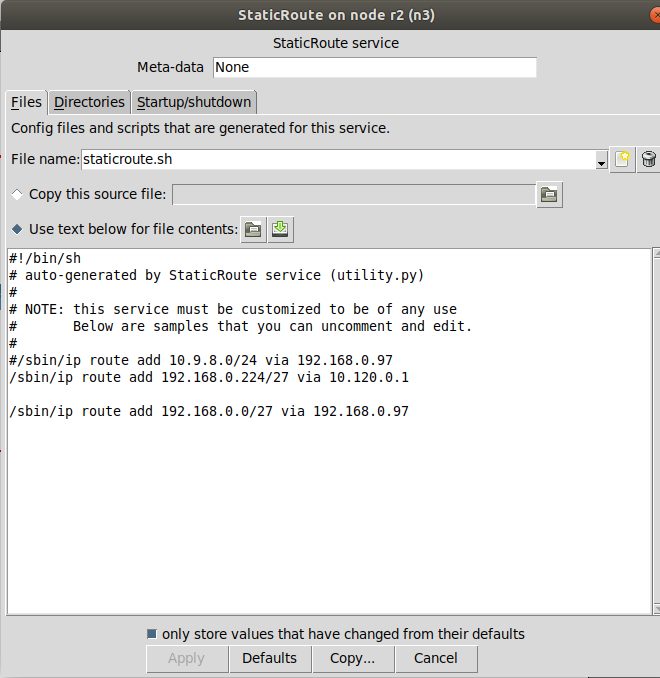 StaticRoute on node r2 (n3)
StaticRoute service
Meta-data None
Files Directories Startup/shutdown
Config files and scripts that are generated for this service.
File name: staticroute.sh
Copy this source file:
Use text below for file contents:
#!/bin/sh
# auto-generated by StaticRoute service (utility.py)
#
# NOTE: this service must be customized to be of any use
#       Below are samples that you can uncomment and edit.
#
#/sbin/ip route add 10.9.8.0/24 via 192.168.0.97
/sbin/ip route add 192.168.0.224/27 via 10.120.0.1
/sbin/ip route add 192.168.0.0/27 via 192.168.0.97
only store values that have changed from their defaults
Apply Defaults Copy... Cancel